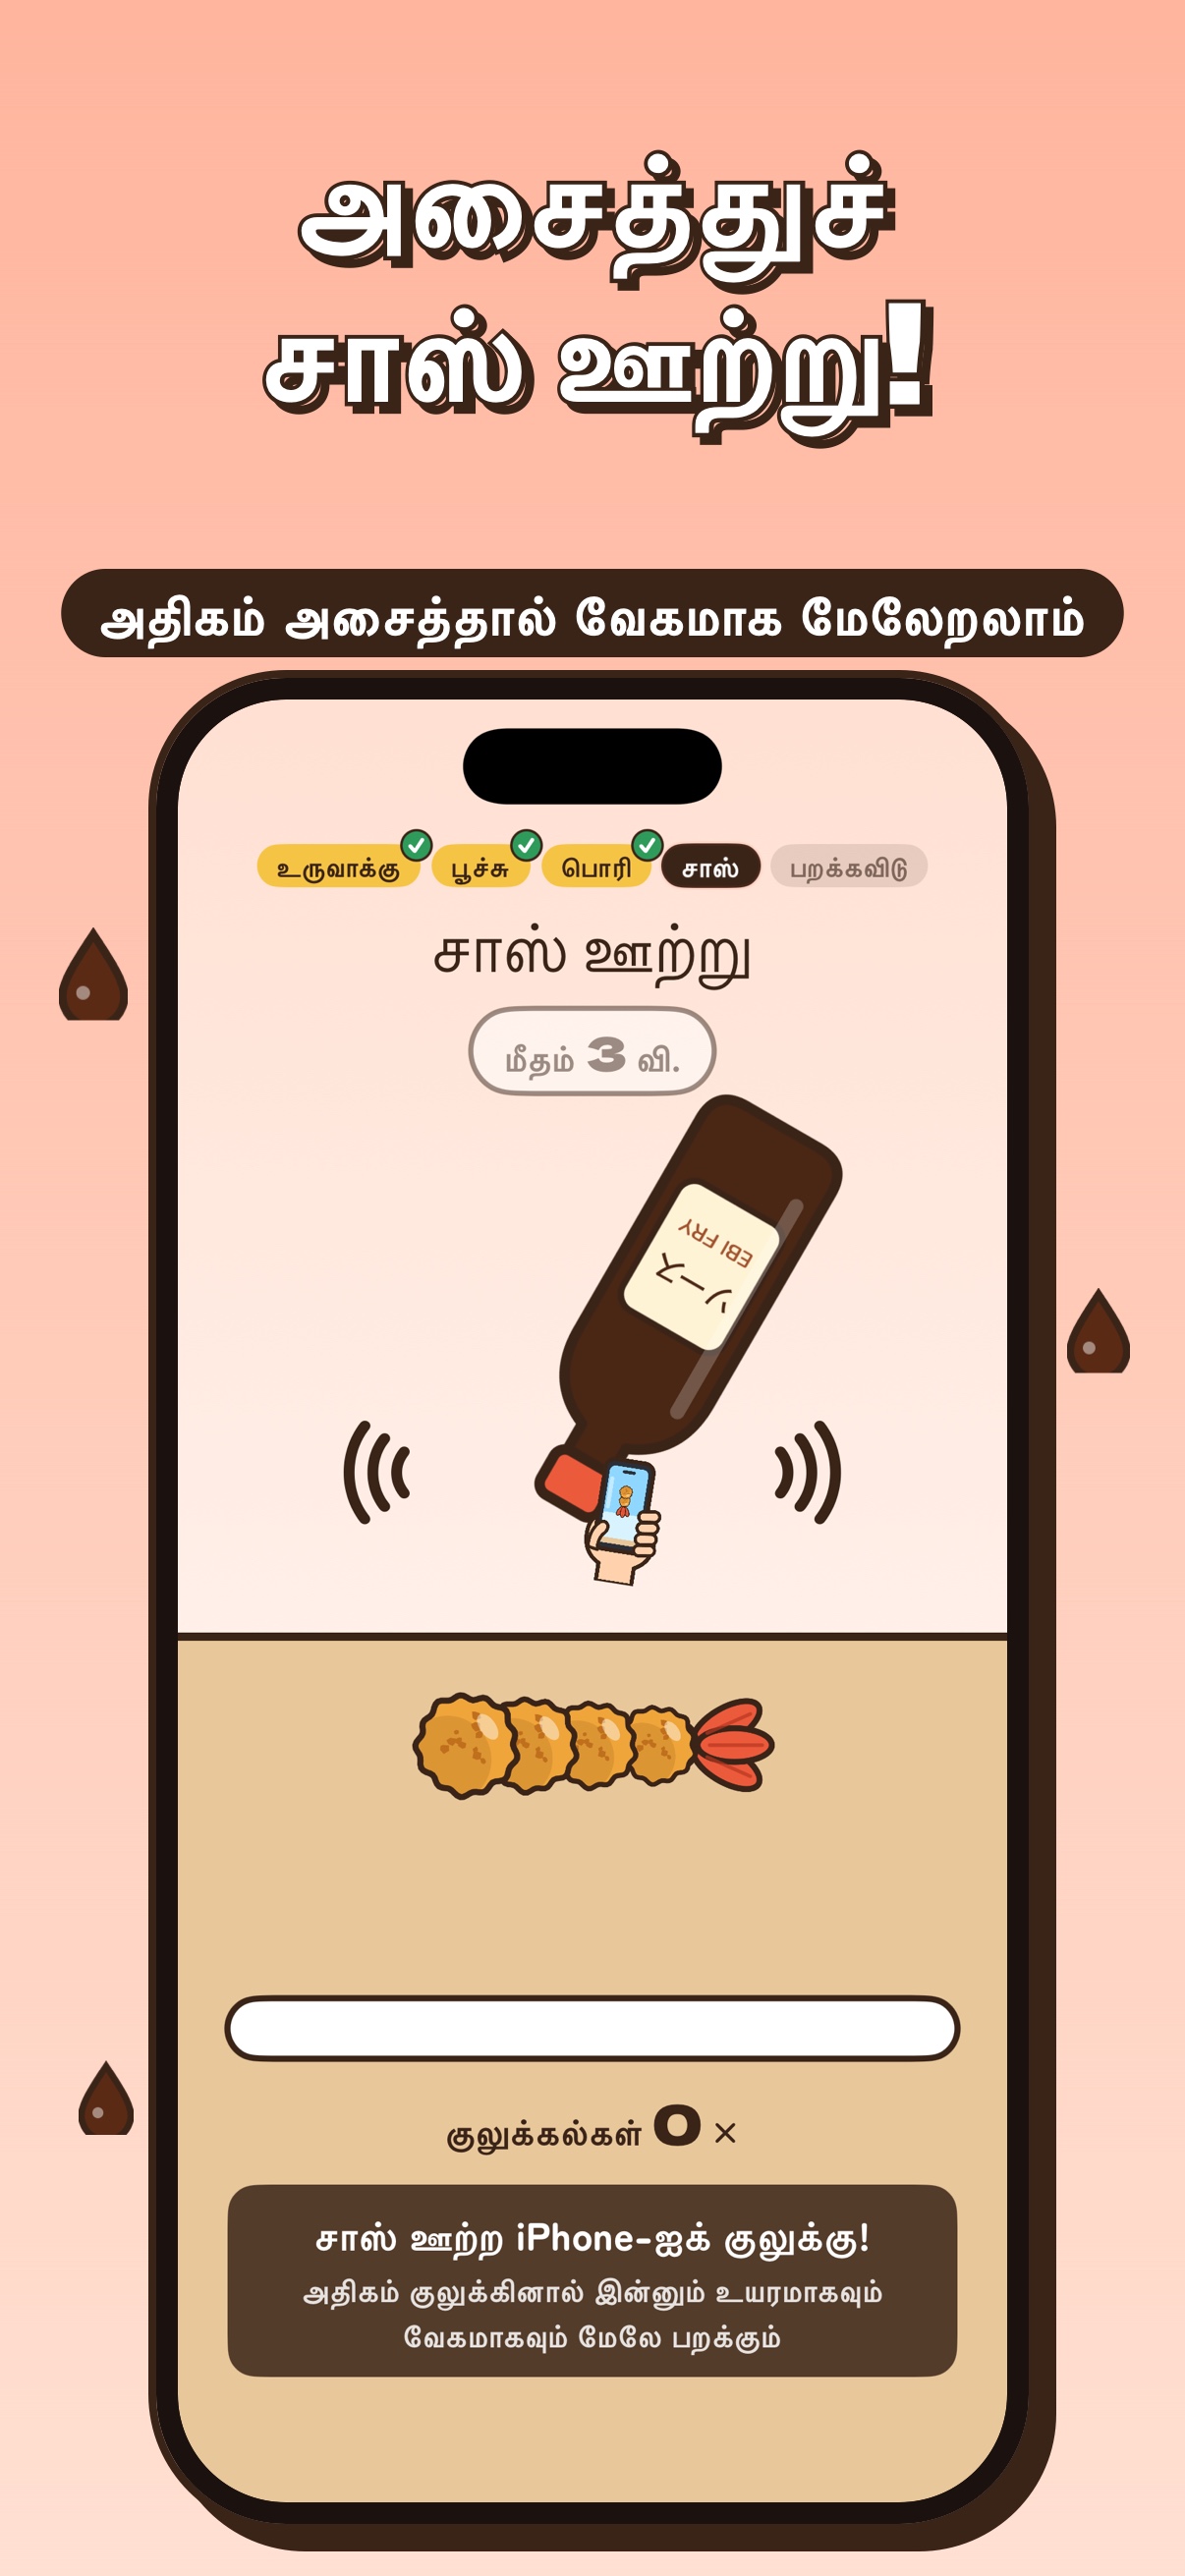 அசைத்துச்
சாஸ் ஊற்று!
அதிகம் அசைத்தால் வேகமாக மேலேறலாம்
உருவாக்கு பூச்சு பொரி சாஸ் பறக்கவிடு
சாஸ் ஊற்று
மீதம் 3 வி.
ソース
EBI FRY
குலுக்கல்கள் 0 ×
சாஸ் ஊற்ற iPhone-ஐக் குலுக்கு!
அதிகம் குலுக்கினால் இன்னும் உயரமாகவும்
வேகமாகவும் மேலே பறக்கும்